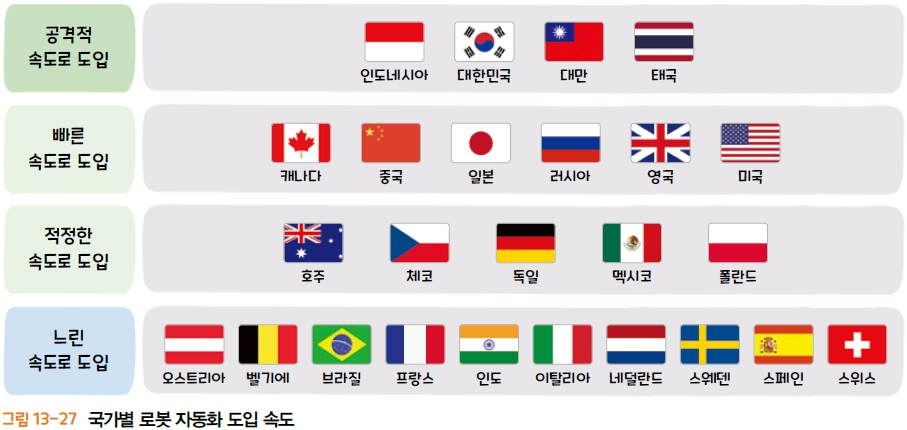 공격적
속도로 도입
인도네시아 대한민국 대만 태국
빠른
속도로 도입
캐나다 중국 일본 러시아 영국 미국
적정한
속도로 도입
호주 체코 독일 멕시코 폴란드
느린
속도로 도입
오스트리아 벨기에 브라질 프랑스 인도 이탈리아 네덜란드 스웨덴 스페인 스위스
그림 13-27 국가별 로봇 자동화 도입 속도